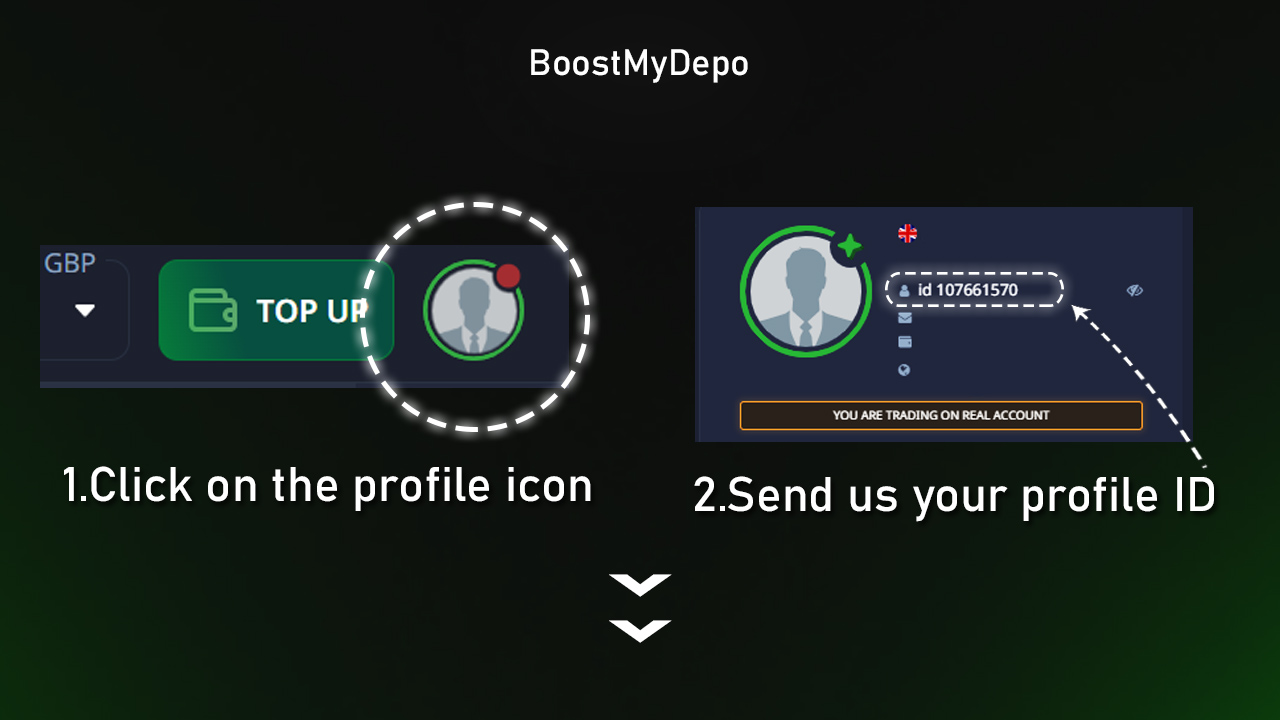 BoostMyDepo
GBP
TOP UP
id 107661570
YOU ARE TRADING ON REAL ACCOUNT
1.Click on the profile icon
2.Send us your profile ID